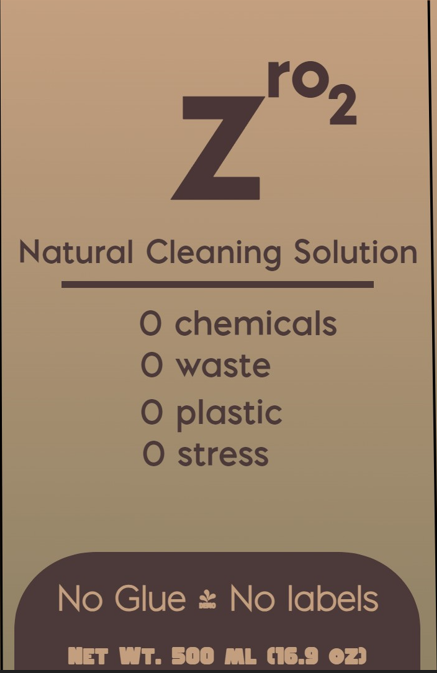 Zro2
Natural Cleaning Solution
0 chemicals
0 waste
0 plastic
0 stress
No Glue No labels
NET WT. 500 ML (16.9 OZ)